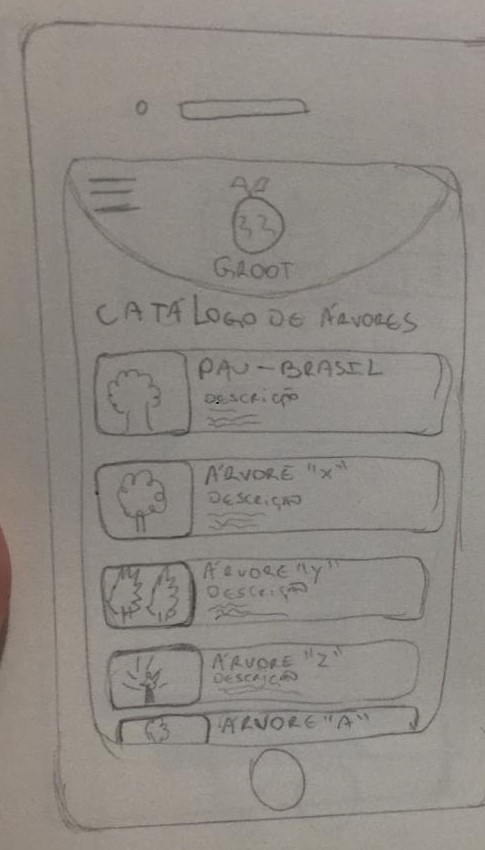 GROOT
CATÁLOGO DE ÁRVORES
PAU-BRASIL
DESCRIÇÃO
ÁRVORE "X"
DESCRIÇÃO
ÁRVORE "Y"
DESCRIÇÃO
ÁRVORE "Z"
DESCRIÇÃO
ÁRVORE "A"